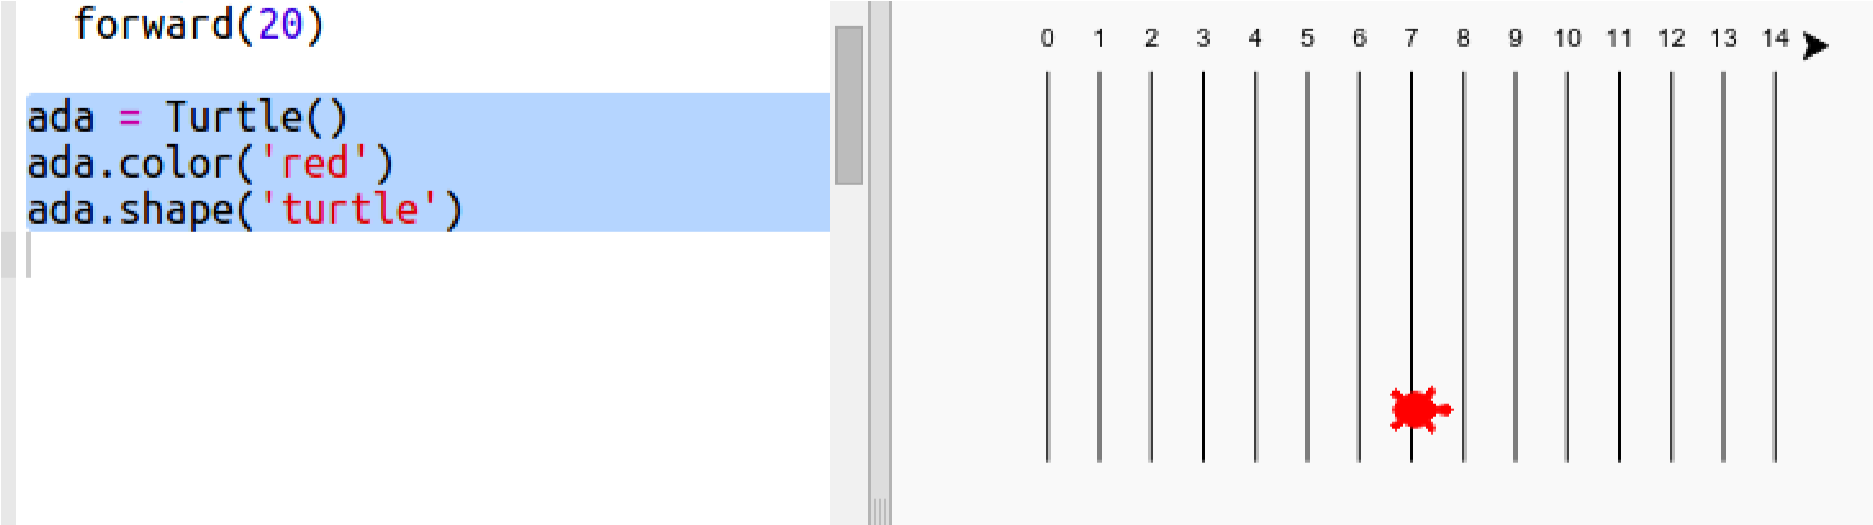 forward(20)
ada = Turtle()
ada.color('red')
ada.shape('turtle')
0 1 2 3 4 5 6 7 8 9 10 11 12 13 14